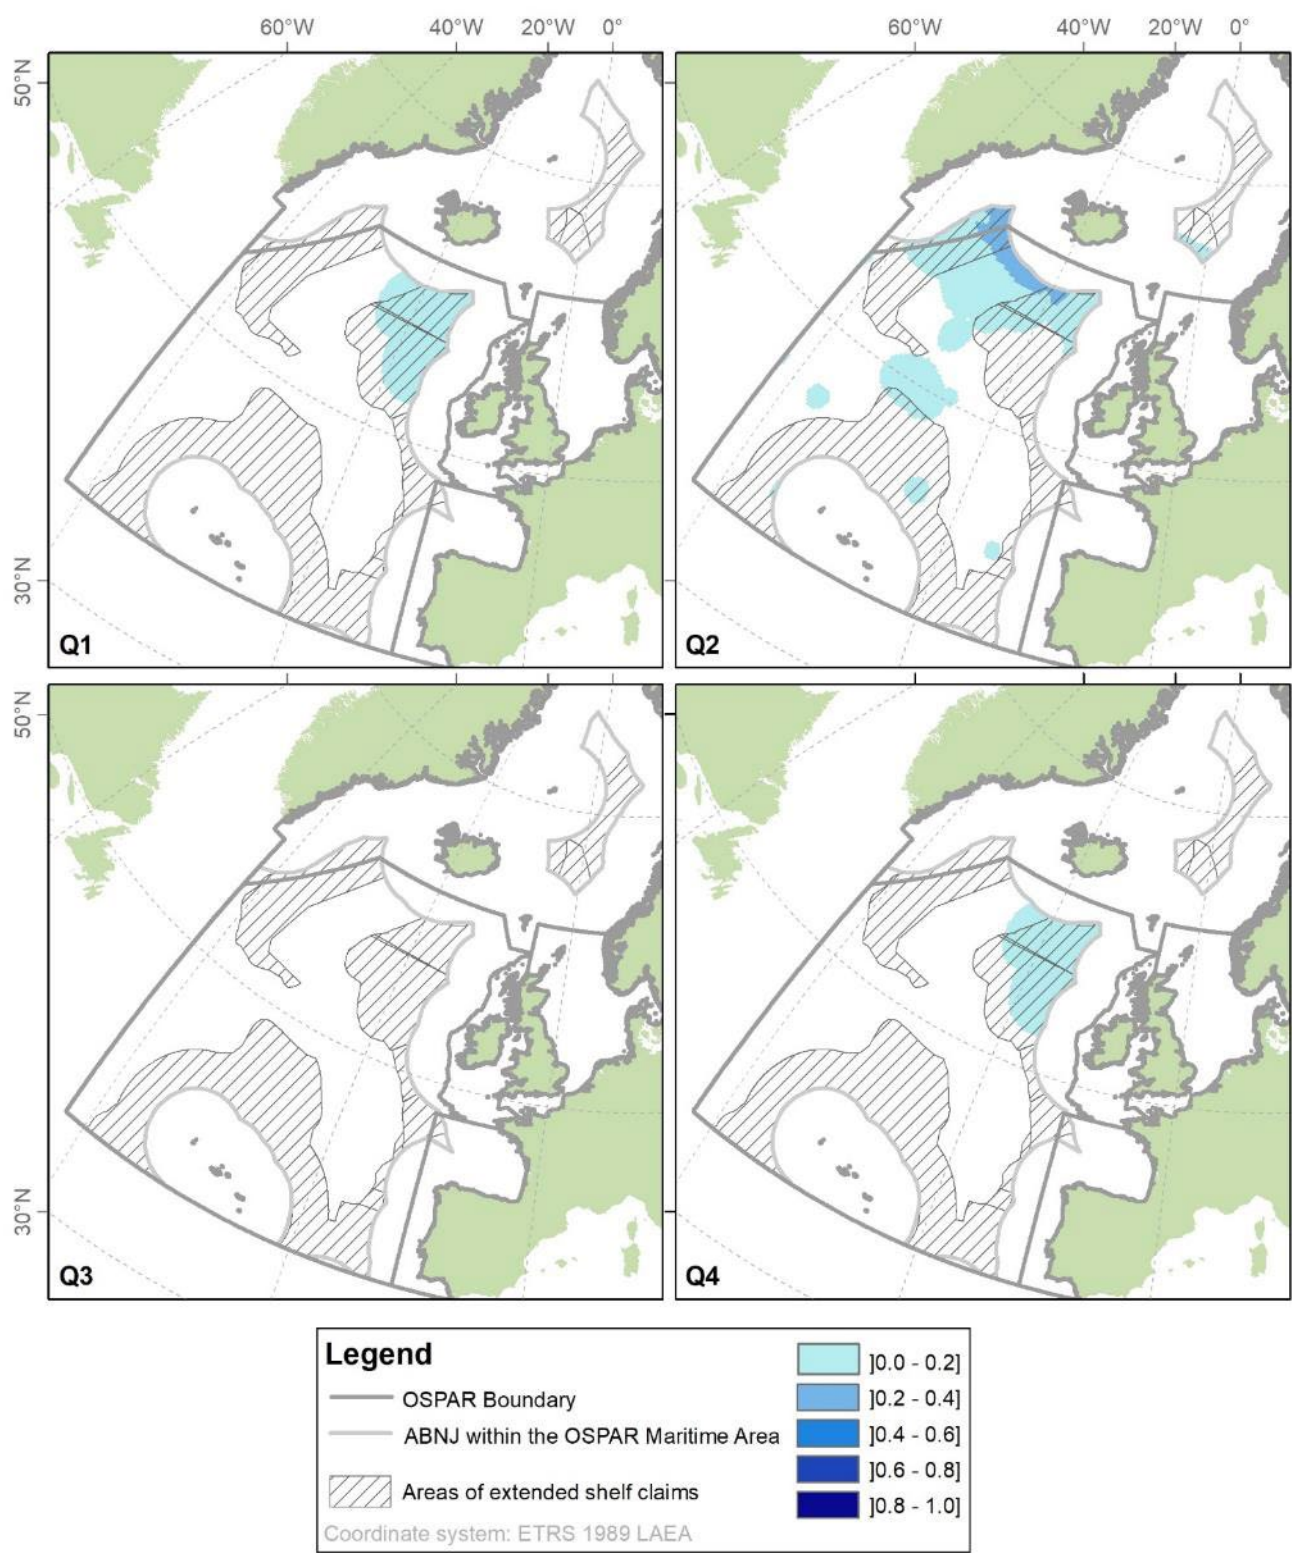 60°W 40°W 20°W 0° 60°W 40°W 20°W 0°
50°N
30°N
Q1 Q2
50°N
30°N
Q3 Q4
Legend
OSPAR Boundary
ABNJ within the OSPAR Maritime Area
Areas of extended shelf claims
Coordinate system: ETRS 1989 LAEA
]0.0 - 0.2]
]0.2 - 0.4]
]0.4 - 0.6]
]0.6 - 0.8]
]0.8 - 1.0]